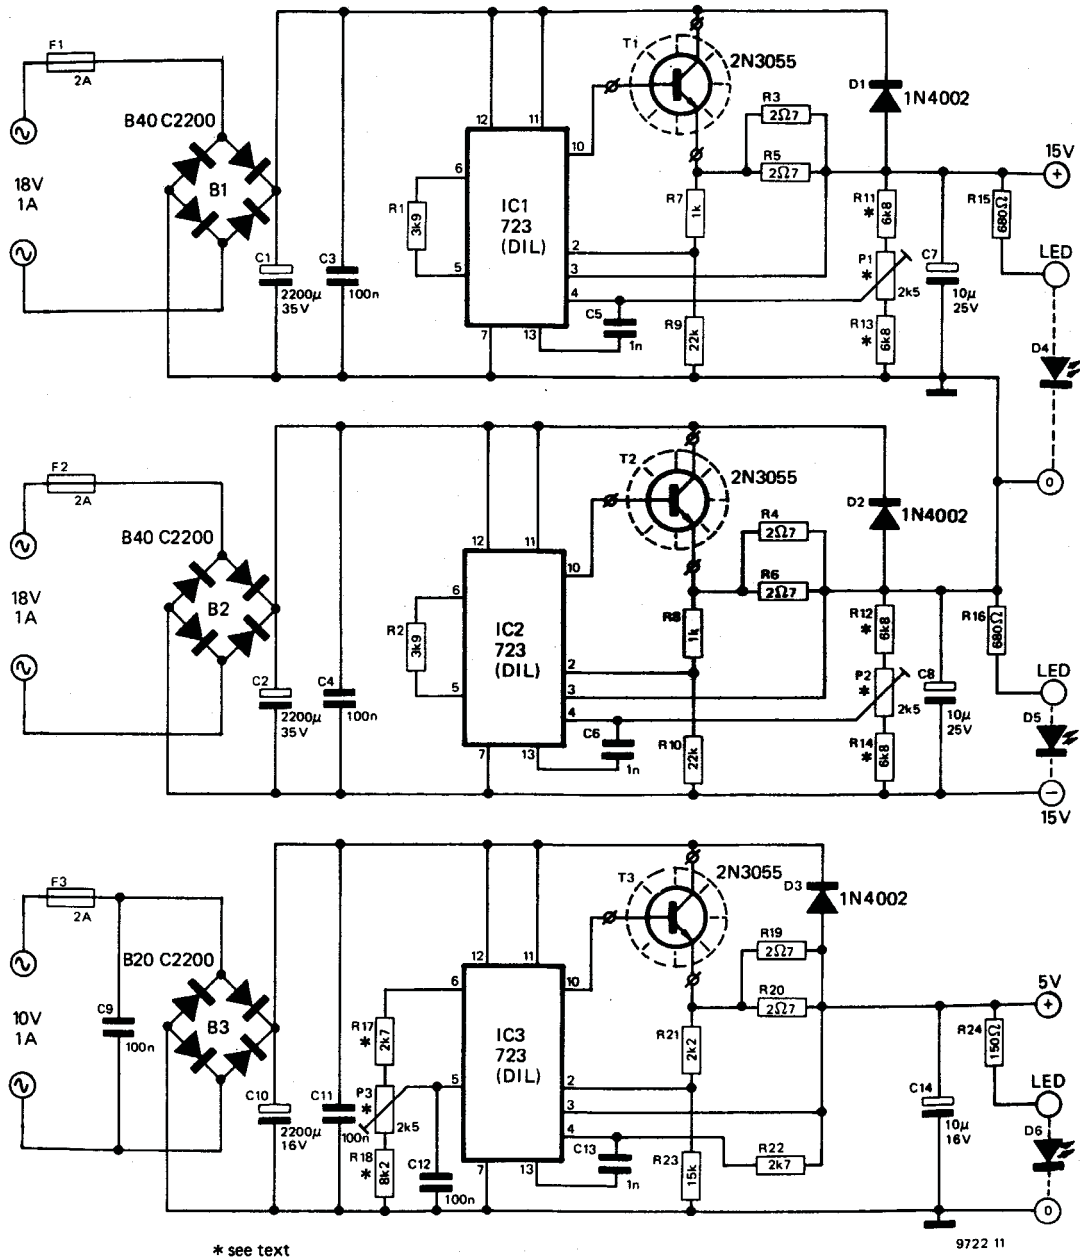 F1
2A
18V
1A
B40 C2200
B1
C1
2200µ
35V
C3
100n
R1
3k9
6
5
12
11
10
2
3
4
7
13
IC1
723
(DIL)
T1
2N3055
R3
2Ω7
R5
2Ω7
R7
1k
R9
22k
C5
1n
D1
1N4002
R11
*
6k8
P1
*
2k5
R13
*
6k8
C7
10µ
25V
R15
680Ω
15V
+
LED
D4
0
F2
2A
18V
1A
B40 C2200
B2
C2
2200µ
35V
C4
100n
R2
3k9
6
5
12
11
10
2
3
4
7
13
IC2
723
(DIL)
T2
2N3055
R4
2Ω7
R6
2Ω7
R8
1k
R10
22k
C6
1n
D2
1N4002
R12
*
6k8
P2
*
2k5
R14
*
6k8
C8
10µ
25V
R16
680Ω
LED
D5
−
15V
F3
2A
10V
1A
C9
100n
B20 C2200
B3
C10
2200µ
16V
C11
100n
R17
*
2k7
P3
*
2k5
R18
*
8k2
C12
100n
6
5
12
11
10
2
3
4
7
13
IC3
723
(DIL)
T3
2N3055
R19
2Ω7
R20
2Ω7
R21
2k2
R23
15k
C13
1n
R22
2k7
D3
1N4002
C14
10µ
16V
R24
150Ω
5V
+
LED
D6
0
9722 11
* see text